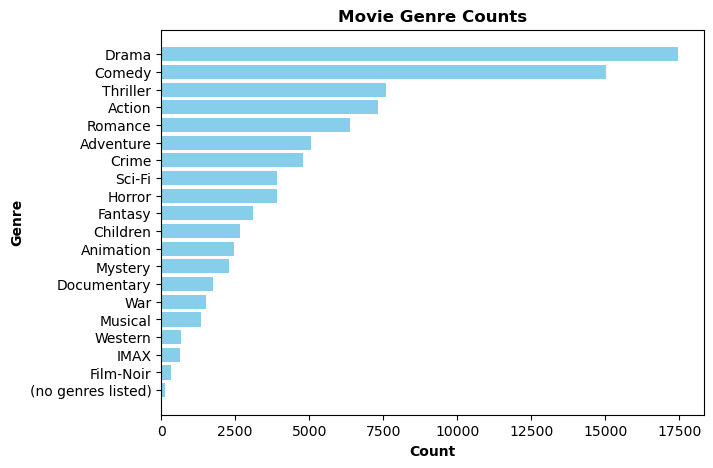 Movie Genre Counts
Genre
Drama
Comedy
Thriller
Action
Romance
Adventure
Crime
Sci-Fi
Horror
Fantasy
Children
Animation
Mystery
Documentary
War
Musical
Western
IMAX
Film-Noir
(no genres listed)
0 2500 5000 7500 10000 12500 15000 17500
Count